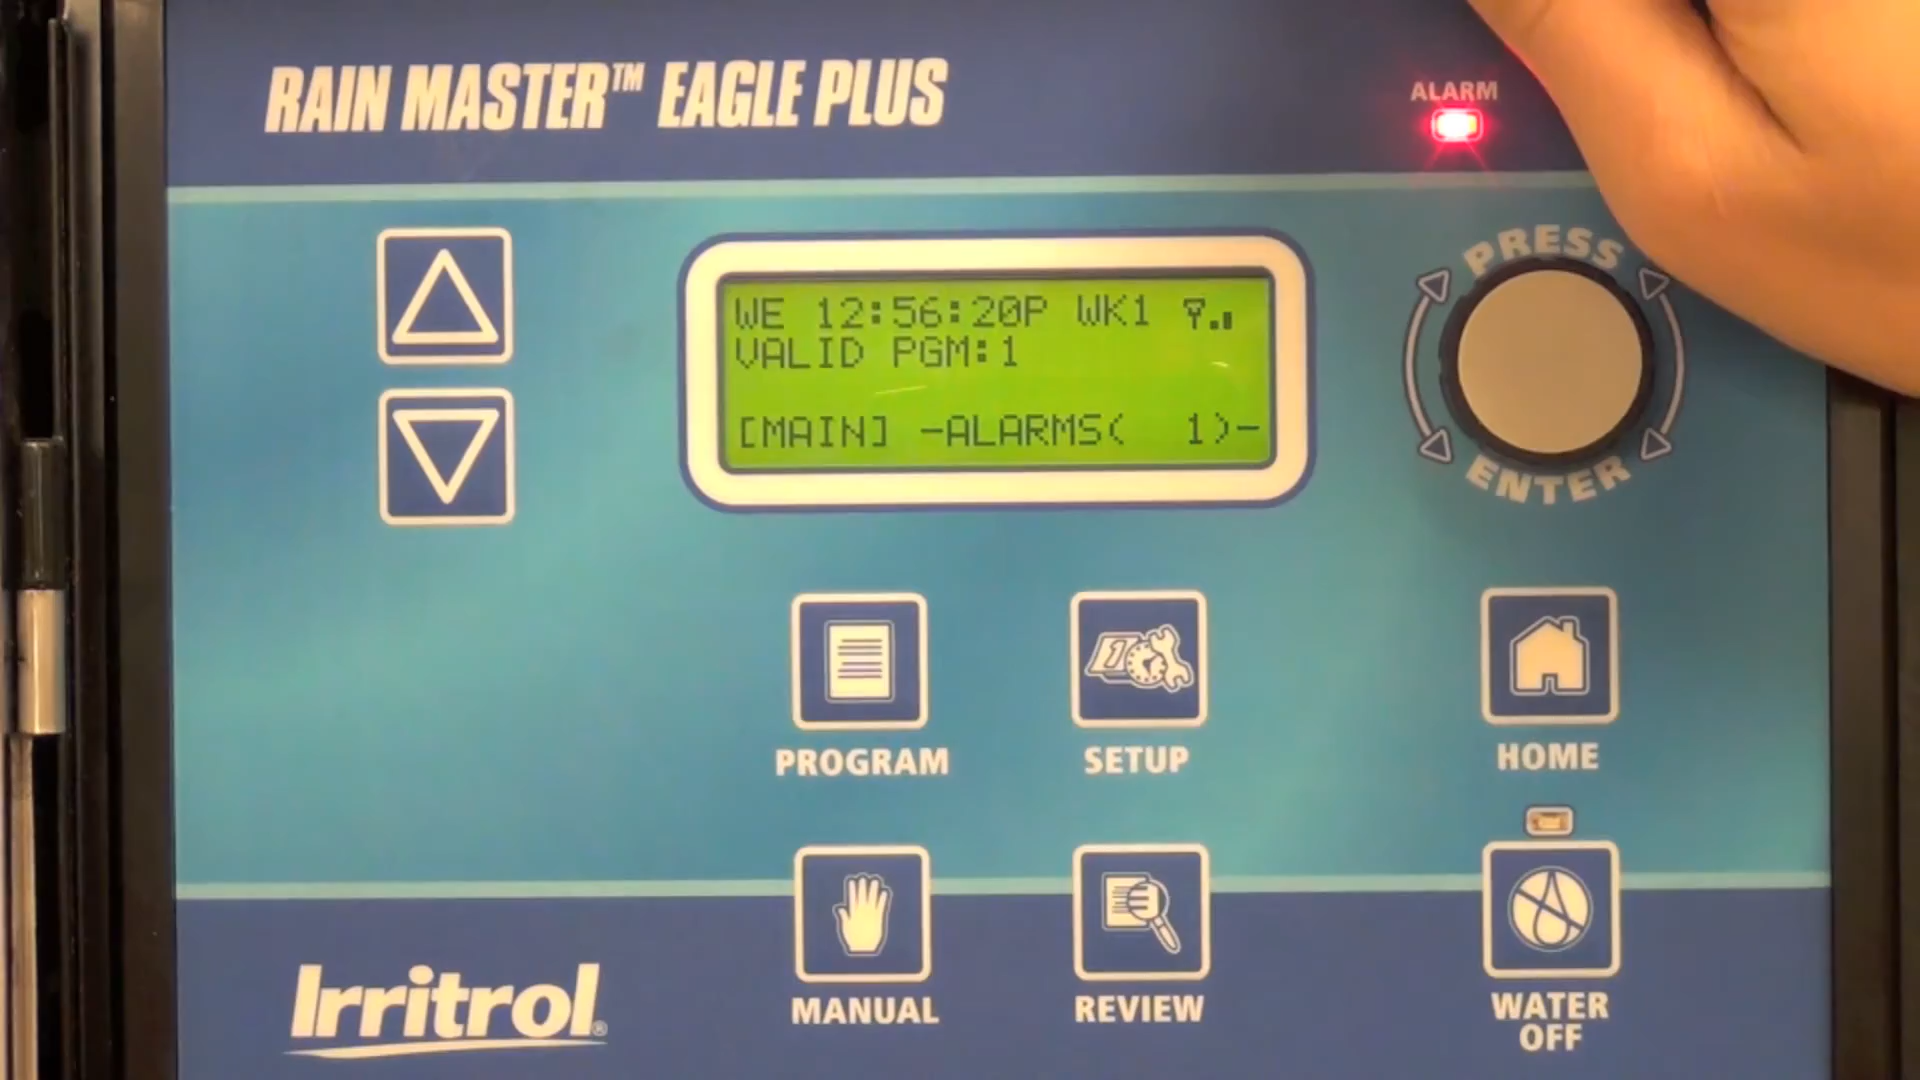 RAIN MASTER™ EAGLE PLUS
ALARM
PRESS
WE 12:56:20P WK1
VALID PGM:1
[MAIN] -ALARMS( 1)-
ENTER
1
PROGRAM
SETUP
HOME
MANUAL
REVIEW
WATER
OFF
Irritrol®